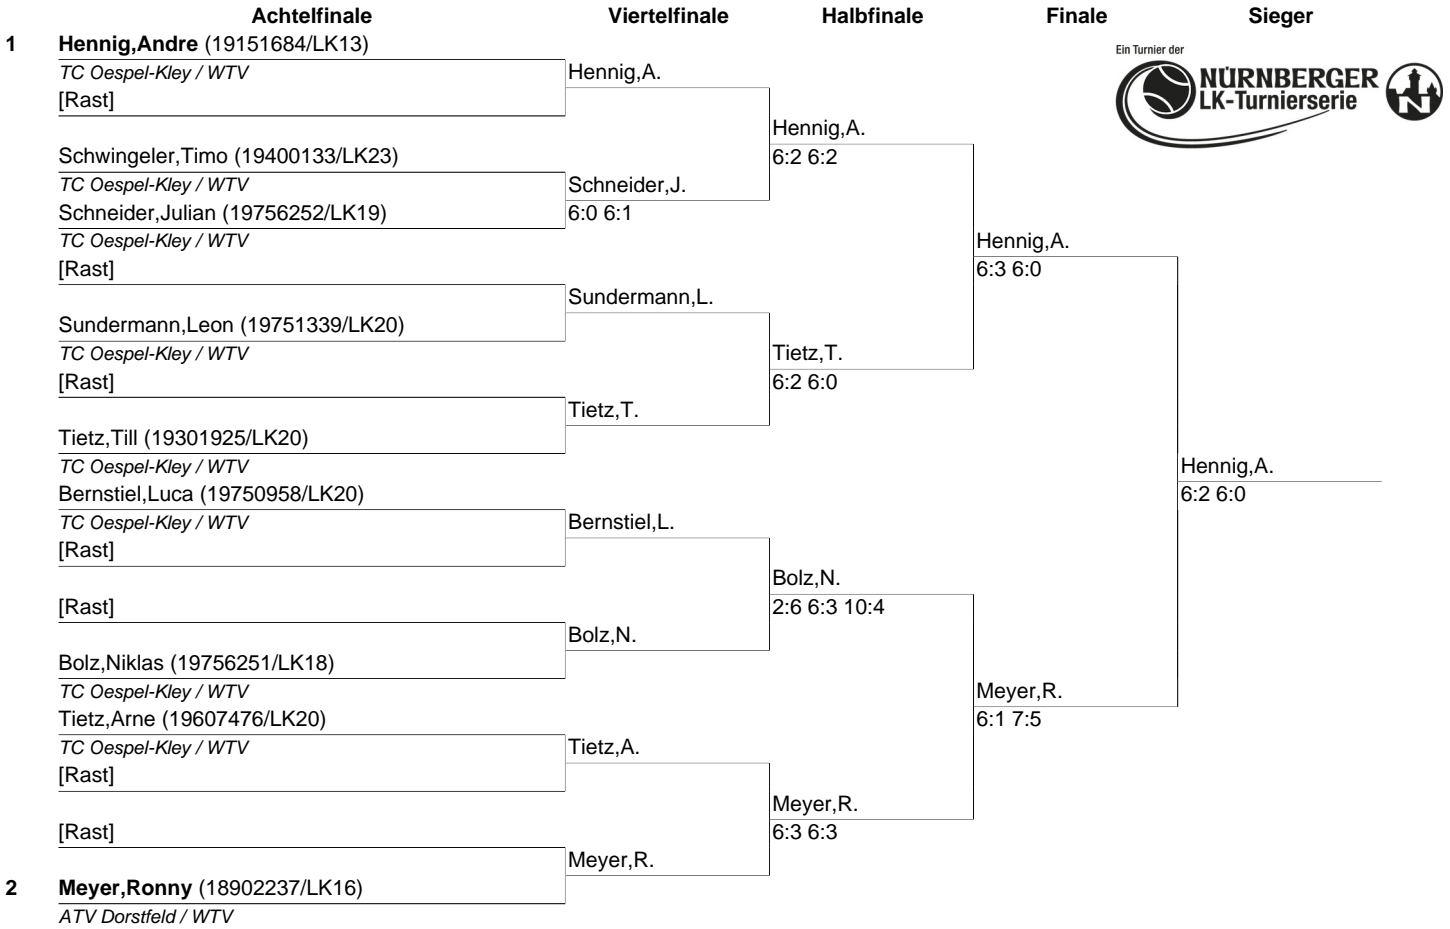 Achtelfinale Viertelfinale Halbfinale Finale Sieger
1 Hennig,Andre (19151684/LK13)
Ein Turnier der
NÜRNBERGER
LK-Turnierserie
N
TC Oespel-Kley / WTV
Hennig,A.
[Rast]
Hennig,A.
6:2 6:2
Schwingeler,Timo (19400133/LK23)
TC Oespel-Kley / WTV
Schneider,J.
6:0 6:1
Schneider,Julian (19756252/LK19)
TC Oespel-Kley / WTV
Hennig,A.
6:3 6:0
[Rast]
Sundermann,L.
Sundermann,Leon (19751339/LK20)
TC Oespel-Kley / WTV
Tietz,T.
6:2 6:0
[Rast]
Tietz,T.
Tietz,Till (19301925/LK20)
TC Oespel-Kley / WTV
Hennig,A.
6:2 6:0
Bernstiel,Luca (19750958/LK20)
TC Oespel-Kley / WTV
Bernstiel,L.
[Rast]
Bolz,N.
2:6 6:3 10:4
[Rast]
Bolz,N.
Bolz,Niklas (19756251/LK18)
TC Oespel-Kley / WTV
Meyer,R.
6:1 7:5
Tietz,Arne (19607476/LK20)
TC Oespel-Kley / WTV
Tietz,A.
[Rast]
Meyer,R.
6:3 6:3
[Rast]
Meyer,R.
2 Meyer,Ronny (18902237/LK16)
ATV Dorstfeld / WTV